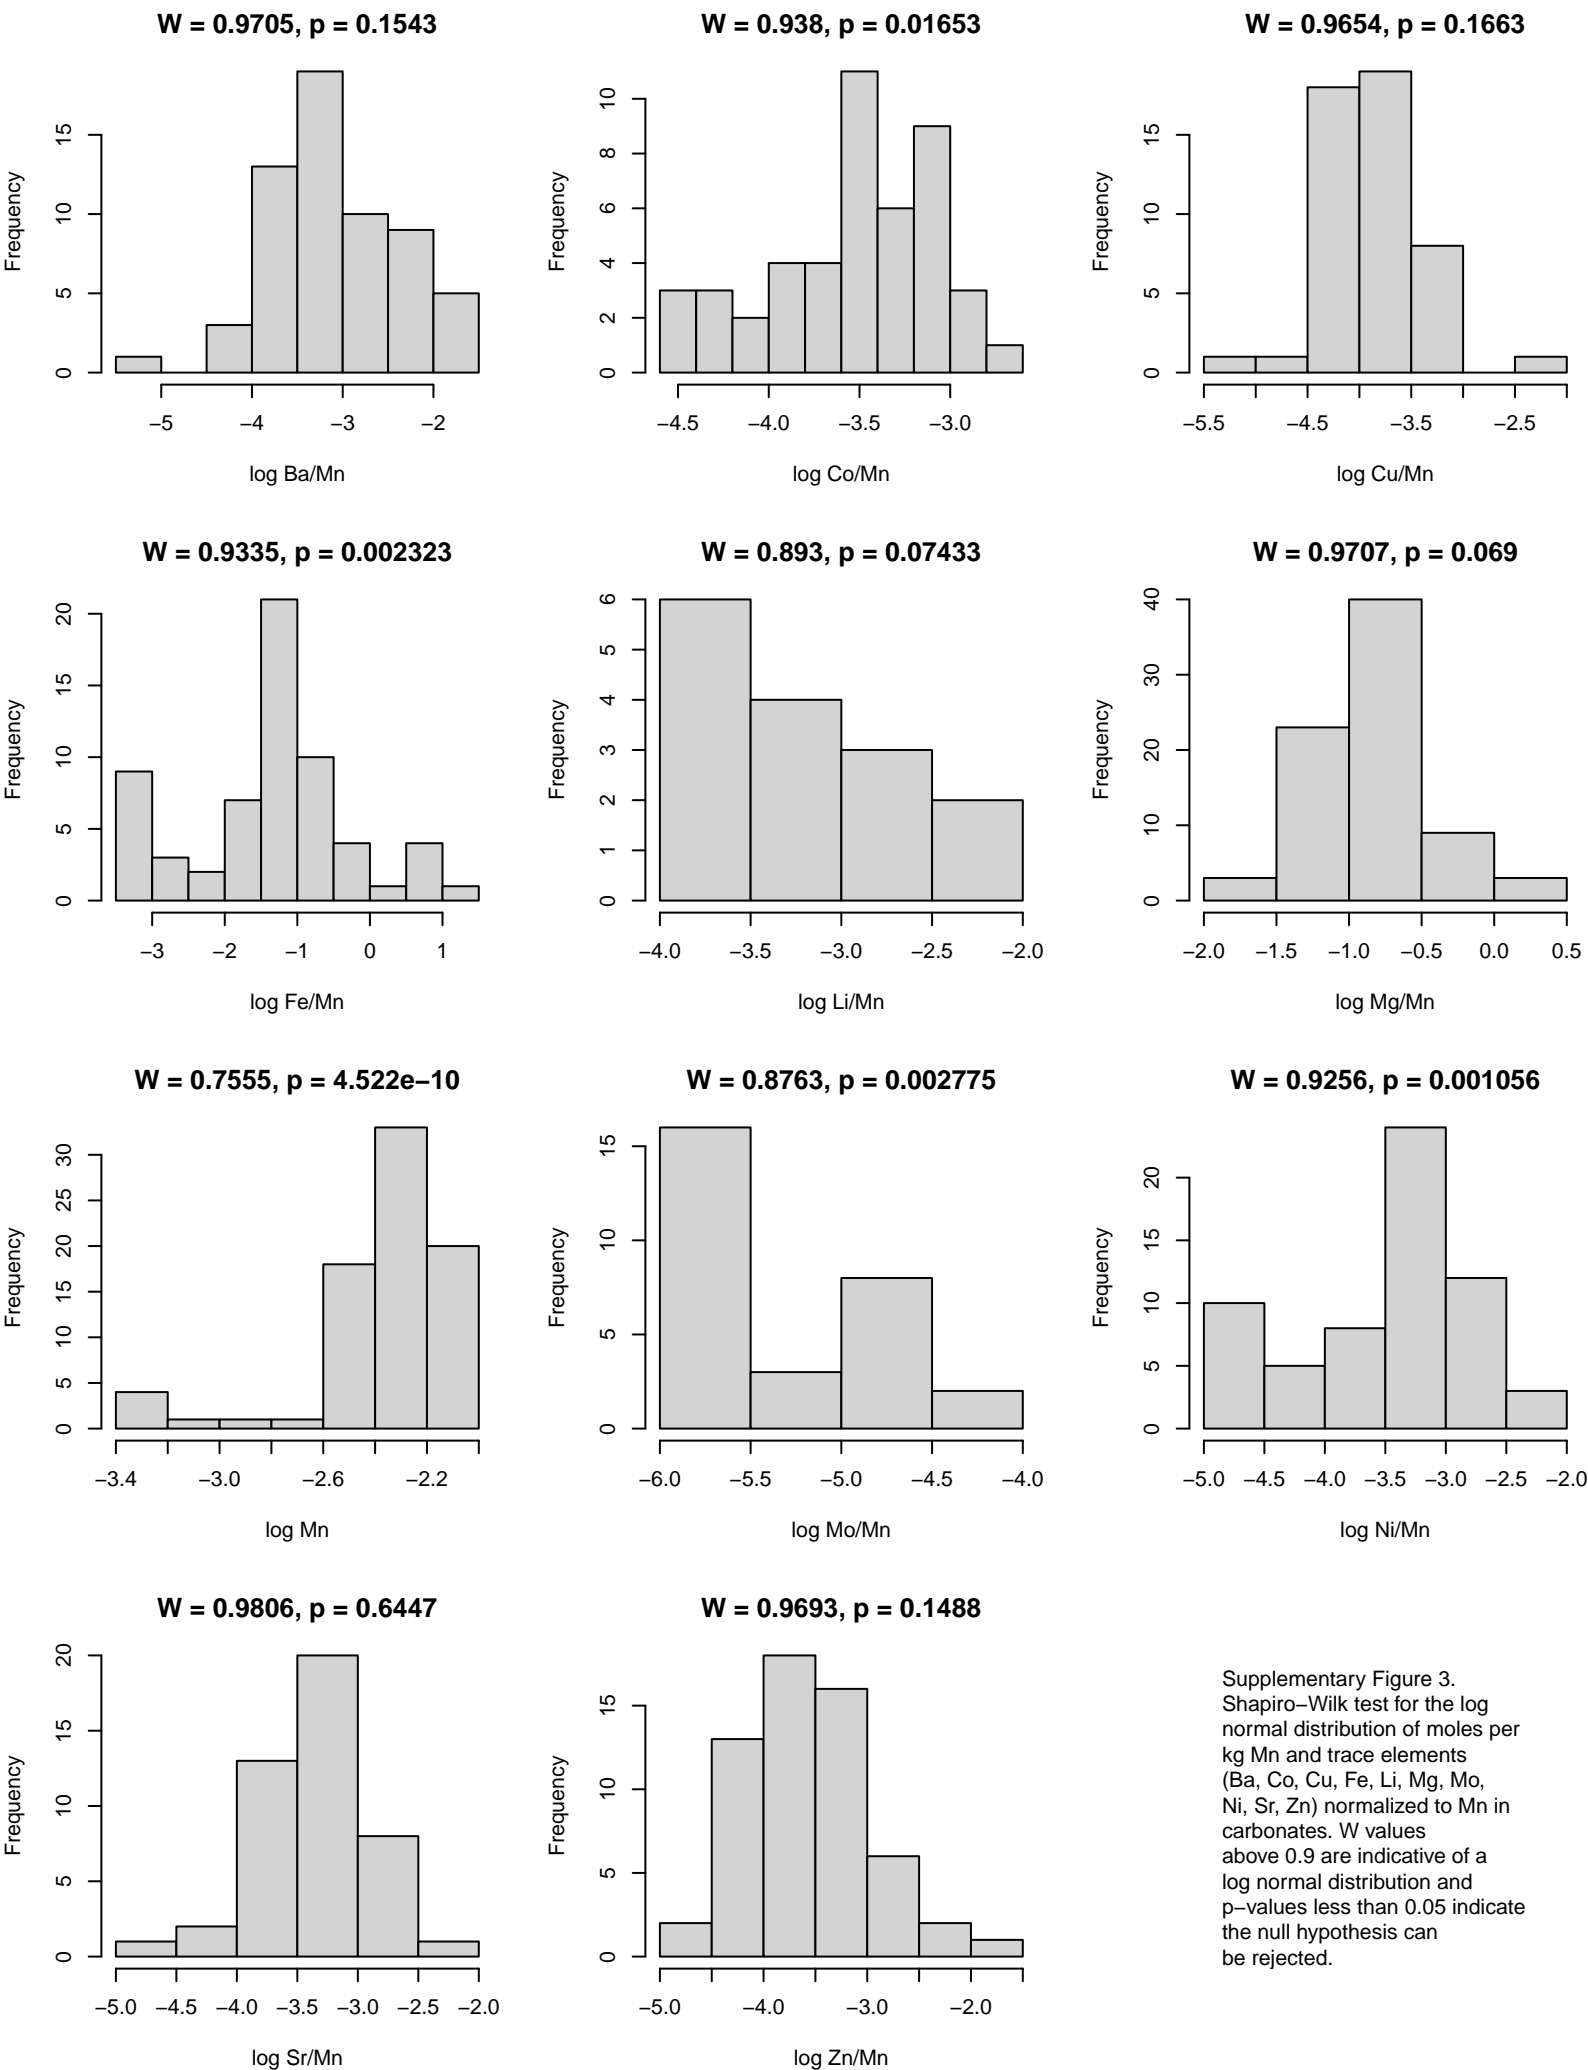 W = 0.9705, p = 0.1543
Frequency
0 5 10 15
−5 −4 −3 −2
log Ba/Mn
W = 0.938, p = 0.01653
Frequency
0 2 4 6 8 10
−4.5 −4.0 −3.5 −3.0
log Co/Mn
W = 0.9654, p = 0.1663
Frequency
0 5 10 15
−5.5 −4.5 −3.5 −2.5
log Cu/Mn
W = 0.9335, p = 0.002323
Frequency
0 5 10 15 20
−3 −2 −1 0 1
log Fe/Mn
W = 0.893, p = 0.07433
Frequency
0 1 2 3 4 5 6
−4.0 −3.5 −3.0 −2.5 −2.0
log Li/Mn
W = 0.9707, p = 0.069
Frequency
0 10 20 30 40
−2.0 −1.5 −1.0 −0.5 0.0 0.5
log Mg/Mn
W = 0.7555, p = 4.522e−10
Frequency
0 5 10 15 20 25 30
−3.4 −3.0 −2.6 −2.2
log Mn
W = 0.8763, p = 0.002775
Frequency
0 5 10 15
−6.0 −5.5 −5.0 −4.5 −4.0
log Mo/Mn
W = 0.9256, p = 0.001056
Frequency
0 5 10 15 20
−5.0 −4.5 −4.0 −3.5 −3.0 −2.5 −2.0
log Ni/Mn
W = 0.9806, p = 0.6447
Frequency
0 5 10 15 20
−5.0 −4.5 −4.0 −3.5 −3.0 −2.5 −2.0
log Sr/Mn
W = 0.9693, p = 0.1488
Frequency
0 5 10 15
−5.0 −4.0 −3.0 −2.0
log Zn/Mn
Supplementary Figure 3.
Shapiro−Wilk test for the log
normal distribution of moles per
kg Mn and trace elements
(Ba, Co, Cu, Fe, Li, Mg, Mo,
Ni, Sr, Zn) normalized to Mn in
carbonates. W values
above 0.9 are indicative of a
log normal distribution and
p−values less than 0.05 indicate
the null hypothesis can
be rejected.